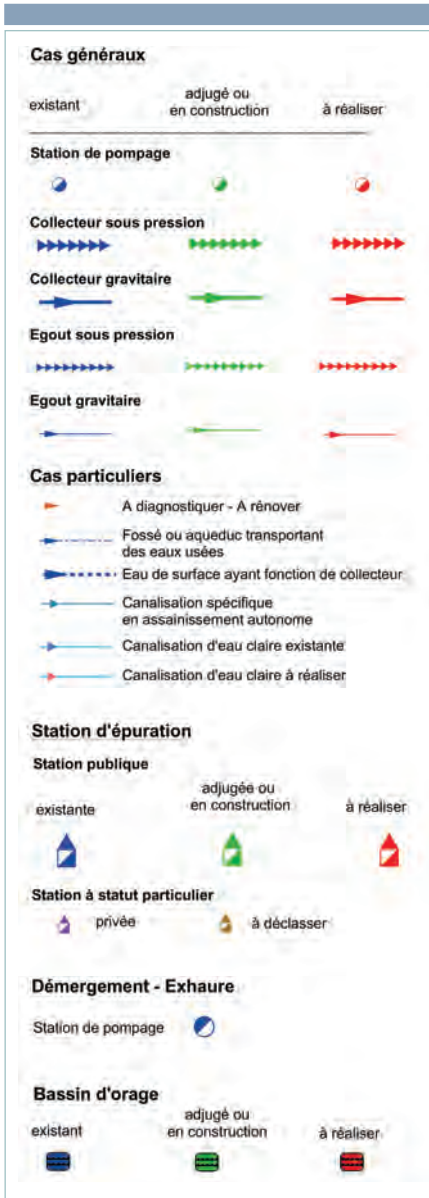 Cas généraux
existant
adjugé ou
en construction
à réaliser
Station de pompage
Collecteur sous pression
Collecteur gravitaire
Egout sous pression
Egout gravitaire
Cas particuliers
A diagnostiquer - A rénover
Fossé ou aqueduc transportant
des eaux usées
Eau de surface ayant fonction de collecteur
Canalisation spécifique
en assainissement autonome
Canalisation d'eau claire existante
Canalisation d'eau claire à réaliser
Station d'épuration
Station publique
existante
adjugée ou
en construction
à réaliser
Station à statut particulier
privée
à déclasser
Démergement - Exhaure
Station de pompage
Bassin d'orage
existant
adjugé ou
en construction
à réaliser